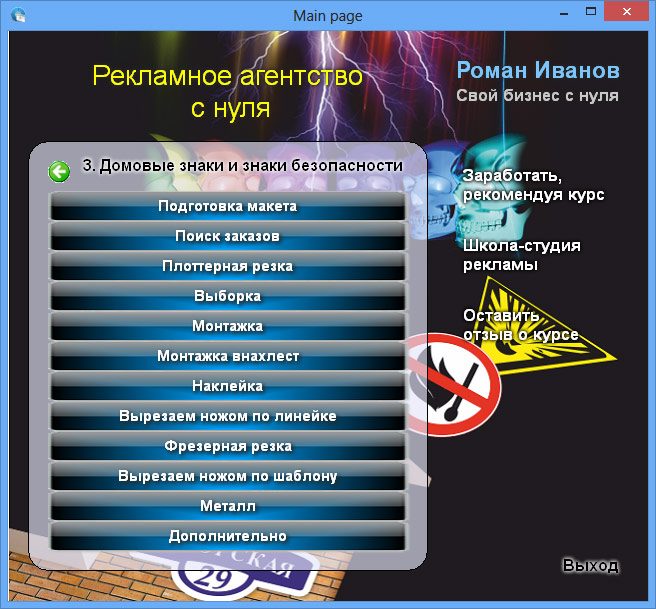 Main page
Рекламное агентство
с нуля
Роман Иванов
Свой бизнес с нуля
3. Домовые знаки и знаки безопасности
Подготовка макета
Поиск заказов
Плоттерная резка
Выборка
Монтажка
Монтажка внахлест
Наклейка
Вырезаем ножом по линейке
Фрезерная резка
Вырезаем ножом по шаблону
Металл
Дополнительно
Заработать,
рекомендуя курс
Школа-студия
рекламы
Оставить
отзыв о курсе
29
Выход